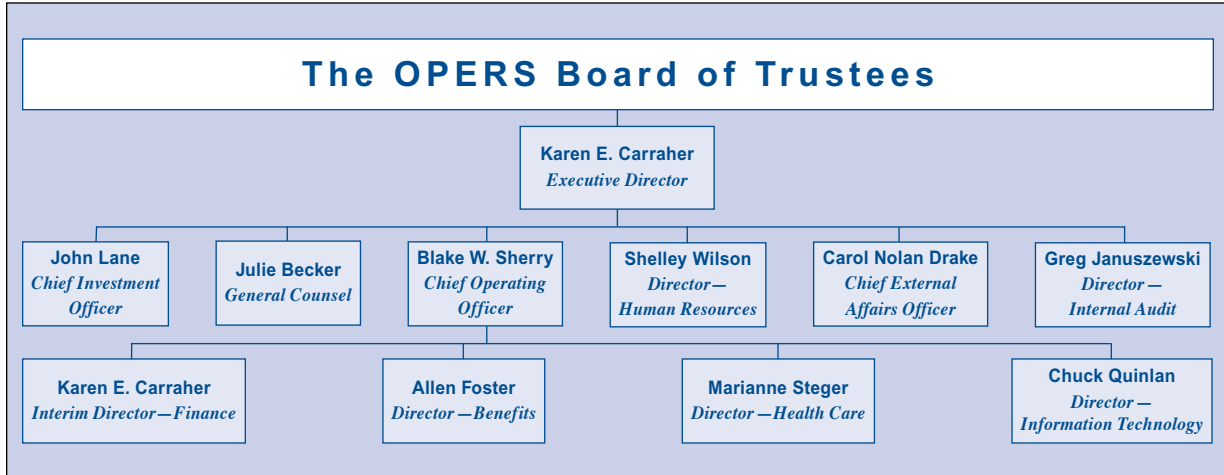 The OPERS Board of Trustees
Karen E. Carraher
Executive Director
John Lane
Chief Investment
Officer
Julie Becker
General Counsel
Blake W. Sherry
Chief Operating
Officer
Shelley Wilson
Director—
Human Resources
Carol Nolan Drake
Chief External
Affairs Officer
Greg Januszewski
Director—
Internal Audit
Karen E. Carraher
Interim Director—Finance
Allen Foster
Director—Benefits
Marianne Steger
Director—Health Care
Chuck Quinlan
Director—
Information Technology